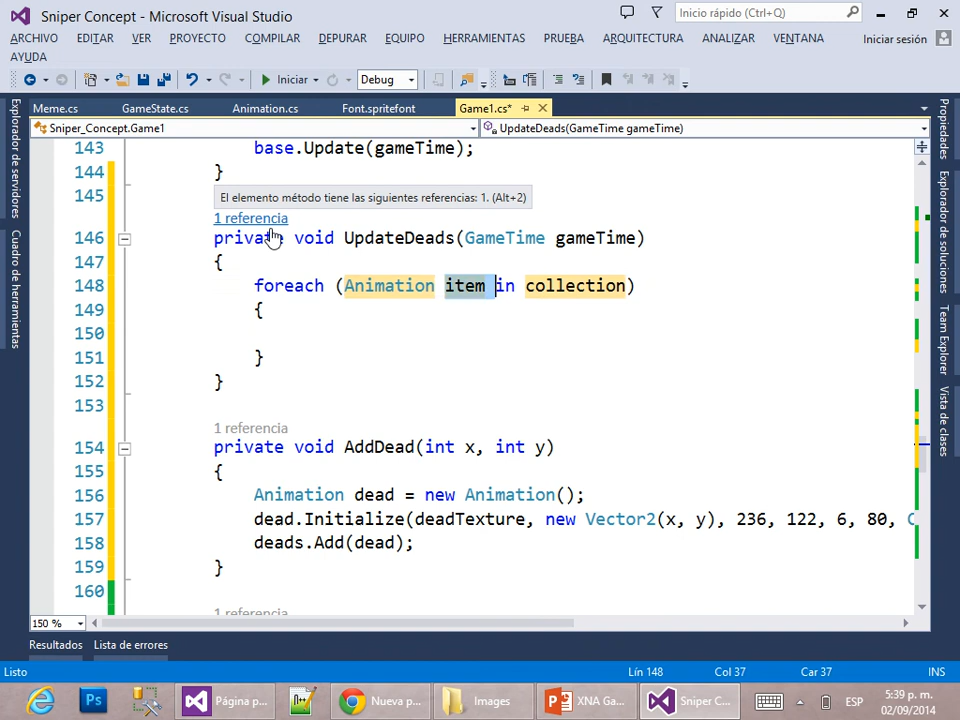 Sniper Concept - Microsoft Visual Studio
Inicio rápido (Ctrl+Q)
ARCHIVO EDITAR VER PROYECTO COMPILAR DEPURAR EQUIPO HERRAMIENTAS PRUEBA ARQUITECTURA ANALIZAR VENTANA
Iniciar sesión
AYUDA
Iniciar Debug
Meme.cs GameState.cs Animation.cs Font.spritefont Game1.cs*
Sniper_Concept.Game1 UpdateDeads(GameTime gameTime)
Explorador de servidores
Cuadro de herramientas
143 base.Update(gameTime);
144 }
145
El elemento método tiene las siguientes referencias: 1. (Alt+2)
1 referencia
146 private void UpdateDeads(GameTime gameTime)
147 {
148 foreach (Animation item in collection)
149 {
150
151 }
152 }
153
1 referencia
154 private void AddDead(int x, int y)
155 {
156 Animation dead = new Animation();
157 dead.Initialize(deadTexture, new Vector2(x, y), 236, 122, 6, 80, C
158 deads.Add(dead);
159 }
160
1 referencia
Propiedades
Explorador de soluciones
Team Explorer
Vista de clases
150 %
Resultados Lista de errores
Listo Lín 148 Col 37 Car 37 INS
Ps Página p... Nueva p... Images XNA Ga... Sniper C... ESP
5:39 p. m.
02/09/2014